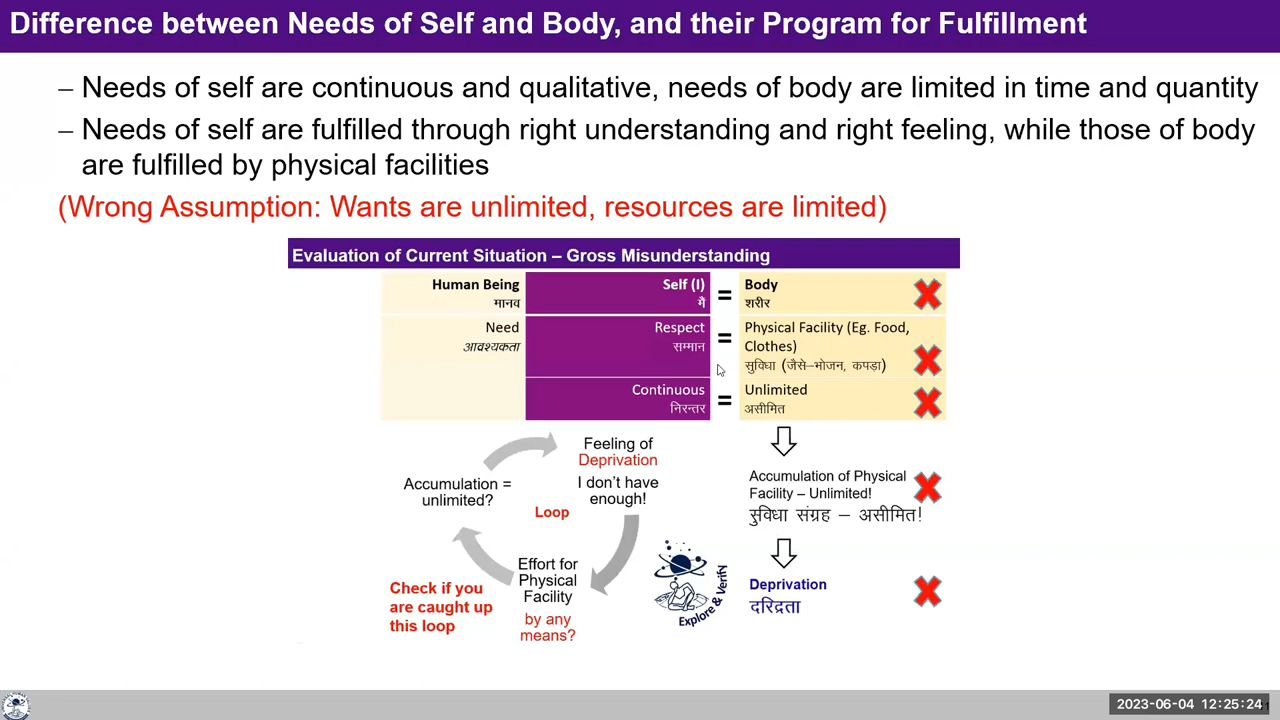 Difference between Needs of Self and Body, and their Program for Fulfillment
– Needs of self are continuous and qualitative, needs of body are limited in time and quantity
– Needs of self are fulfilled through right understanding and right feeling, while those of body
are fulfilled by physical facilities
(Wrong Assumption: Wants are unlimited, resources are limited)
Evaluation of Current Situation – Gross Misunderstanding
Human Being
मानव
Self (I)
मैं
=
Body
शरीर
Need
आवश्यकता
Respect
सम्मान
=
Physical Facility (Eg. Food,
Clothes)
सुविधा (जैसे–भोजन, कपड़ा)
Continuous
निरन्तर
=
Unlimited
असीमित
Feeling of
Deprivation
I don't have
enough!
Accumulation =
unlimited?
Loop
Effort for
Physical
Facility
by any
means?
Check if you
are caught up
this loop
Explore & Verify
Accumulation of Physical
Facility – Unlimited!
सुविधा संग्रह – असीमित!
Deprivation
दरिद्रता
2023-06-04 12:25:24